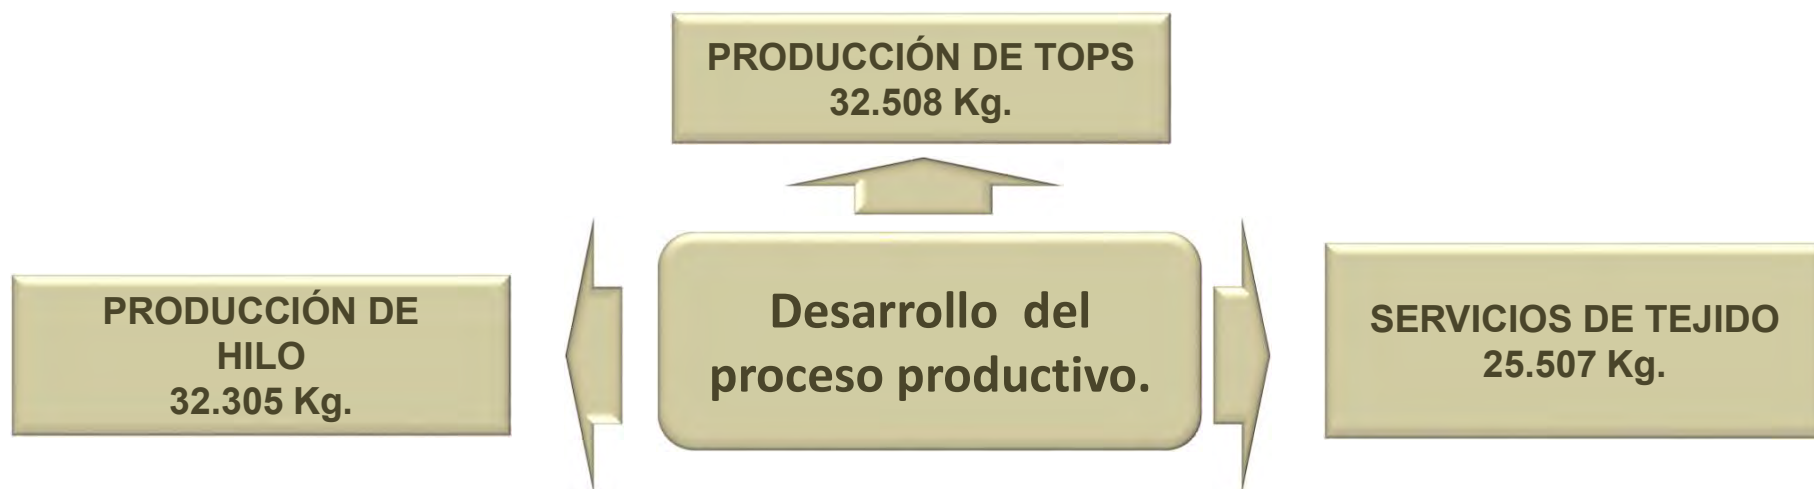 PRODUCCIÓN DE TOPS
32.508 Kg.
PRODUCCIÓN DE
HILO
32.305 Kg.
Desarrollo del
proceso productivo.
SERVICIOS DE TEJIDO
25.507 Kg.